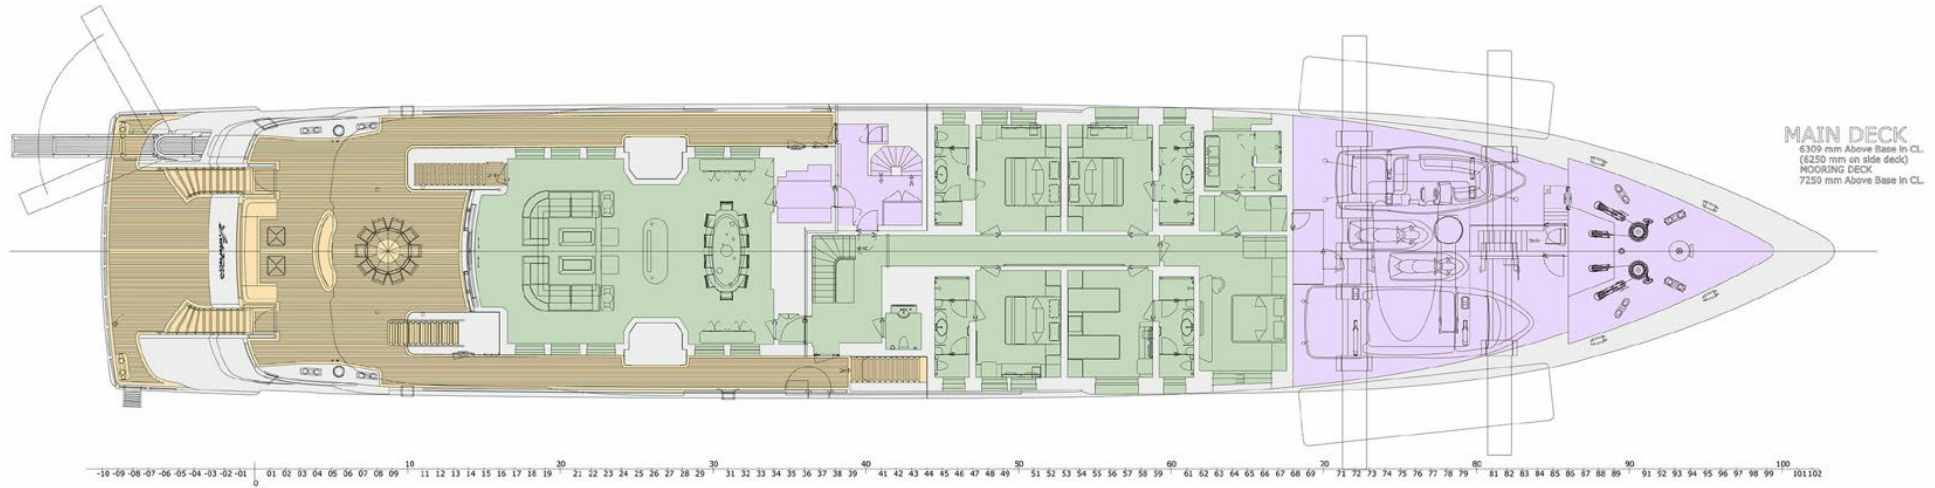 MAIN DECK
6309 mm Above Base in CL.
(6250 mm on side deck)
MOORING DECK
7250 mm Above Base in CL.
10 20 30 40 50 60 70 80 90 100
-10 -09 -08 -07 -06 -05 -04 -03 -02 -01 01 02 03 04 05 06 07 08 09 11 12 13 14 15 16 17 18 19 21 22 23 24 25 26 27 28 29 31 32 33 34 35 36 37 38 39 41 42 43 44 45 46 47 48 49 51 52 53 54 55 56 57 58 59 61 62 63 64 65 66 67 68 69 71 72 73 74 75 76 77 78 79 81 82 83 84 85 86 87 88 89 91 92 93 94 95 96 97 98 99 101 102
0